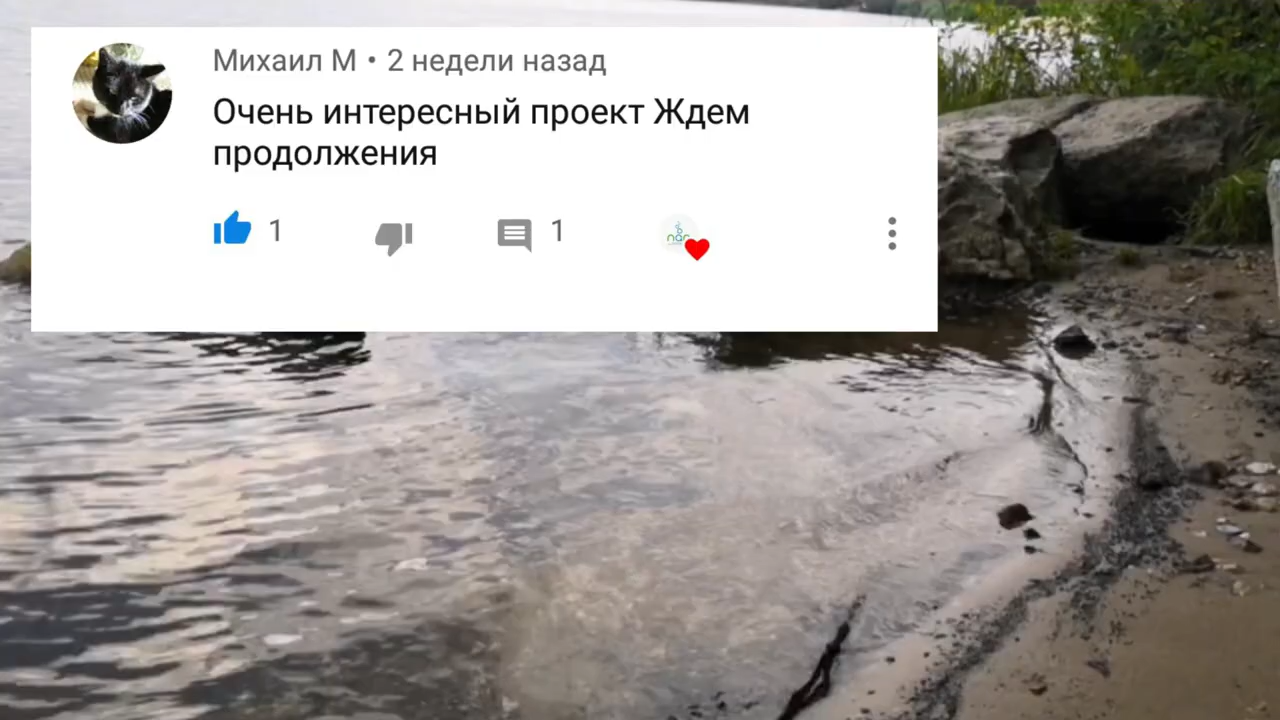 Михаил М • 2 недели назад
Очень интересный проект Ждем
продолжения
1
1